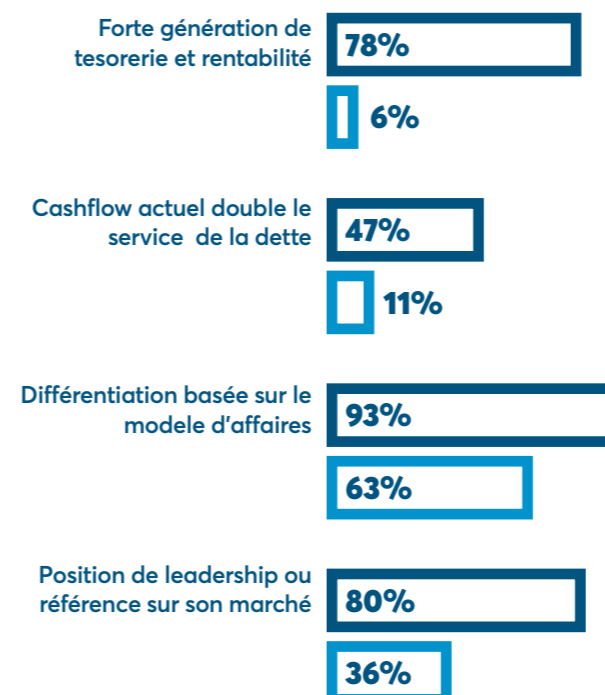 Forte génération de
tesorerie et rentabilité
78%
6%
Cashflow actuel double le
service de la dette
47%
11%
Différentiation basée sur le
modele d'affaires
93%
63%
Position de leadership ou
référence sur son marché
80%
36%